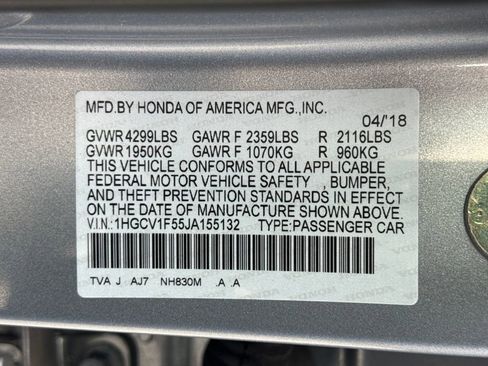 MFD.BY HONDA OF AMERICA MFG.,INC.
04/'18
GVWR 4299LBS GAWR F 2359LBS R 2116LBS
GVWR 1950KG GAWR F 1070KG R 960KG
THIS VEHICLE CONFORMS TO ALL APPLICABLE
FEDERAL MOTOR VEHICLE SAFETY , BUMPER,
AND THEFT PREVENTION STANDARDS IN EFFECT
ON THE DATE OF MANUFACTURE SHOWN ABOVE.
V.I.N.: 1HGCV1F55JA155132 TYPE:PASSENGER CAR
TVA J AJ7 NH830M .A .A